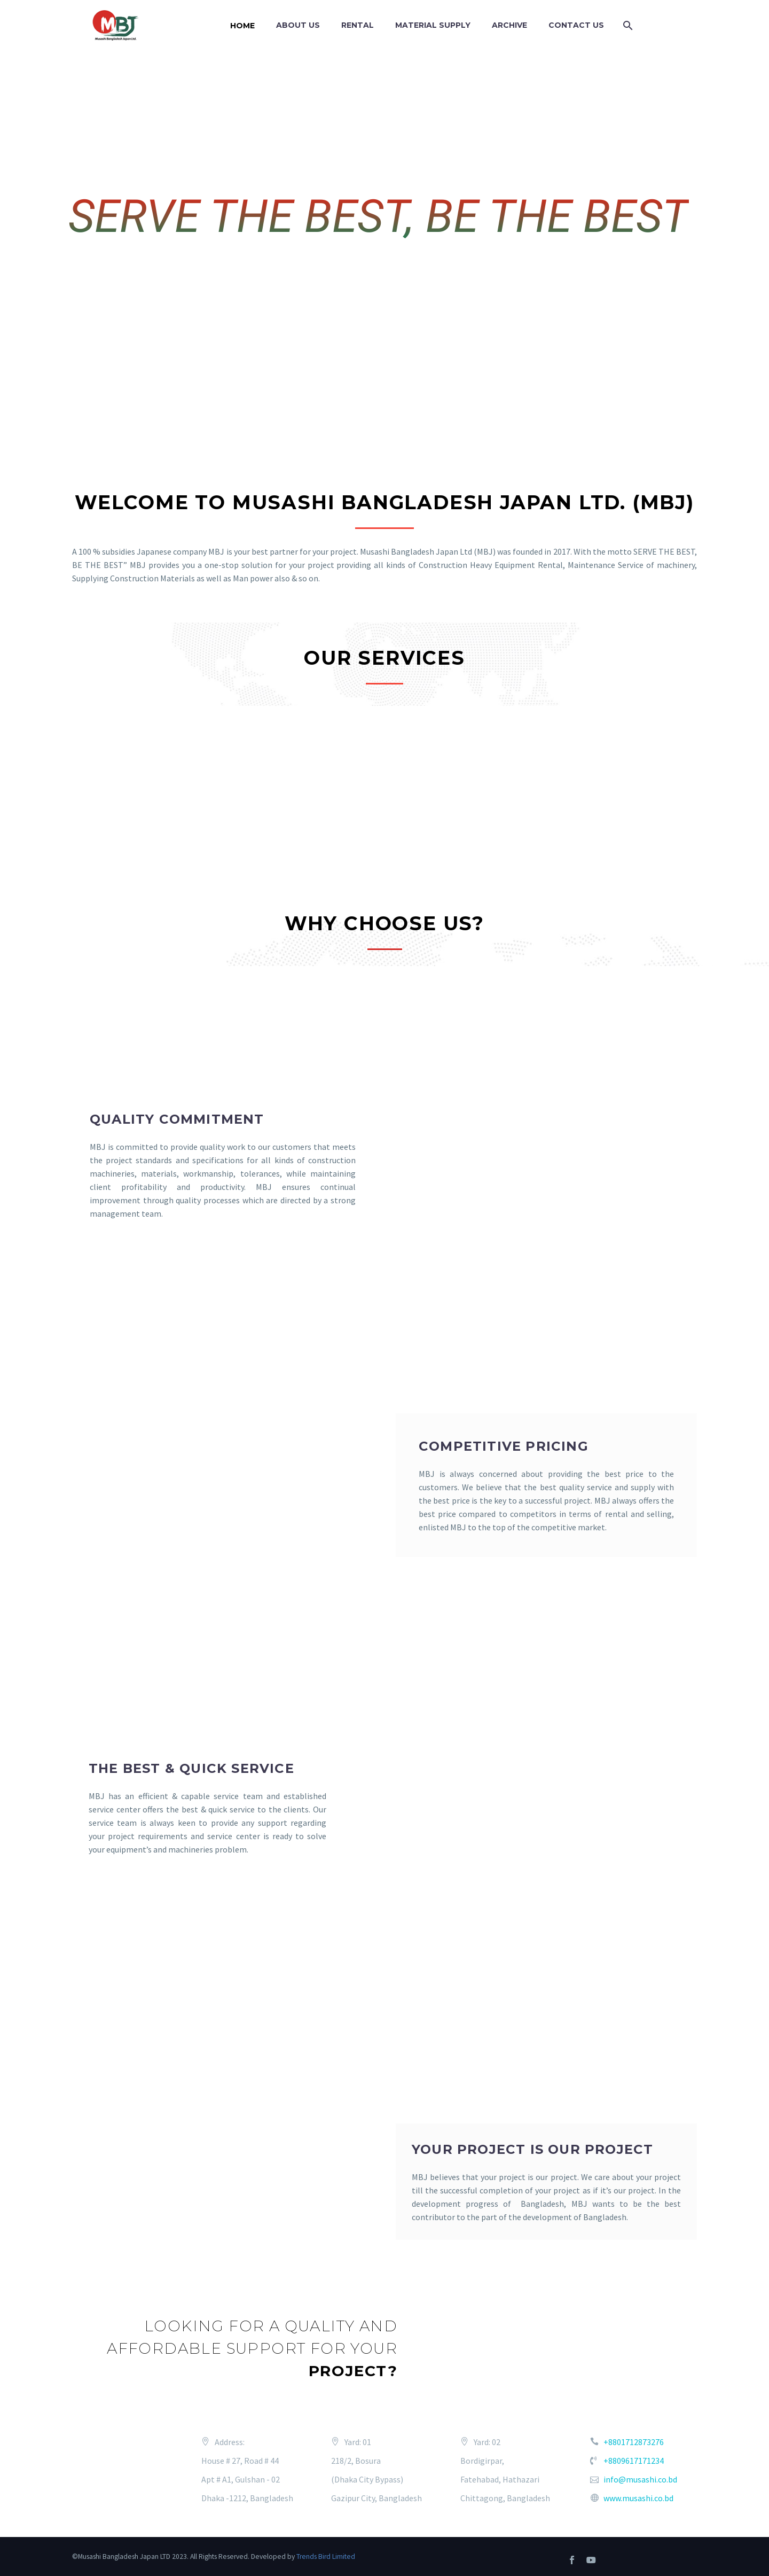 MBJ
Musashi Bangladesh Japan Ltd
HOME
ABOUT US
RENTAL
MATERIAL SUPPLY
ARCHIVE
CONTACT US
SERVE THE BEST, BE THE BEST
WELCOME TO MUSASHI BANGLADESH JAPAN LTD. (MBJ)
A 100 % subsidies Japanese company MBJ is your best partner for your project. Musashi Bangladesh Japan Ltd (MBJ) was founded in 2017. With the motto SERVE THE BEST,
BE THE BEST” MBJ provides you a one-stop solution for your project providing all kinds of Construction Heavy Equipment Rental, Maintenance Service of machinery,
Supplying Construction Materials as well as Man power also & so on.
OUR SERVICES
WHY CHOOSE US?
QUALITY COMMITMENT
MBJ is committed to provide quality work to our customers that meets
the project standards and specifications for all kinds of construction
machineries, materials, workmanship, tolerances, while maintaining
client profitability and productivity. MBJ ensures continual
improvement through quality processes which are directed by a strong
management team.
COMPETITIVE PRICING
MBJ is always concerned about providing the best price to the
customers. We believe that the best quality service and supply with
the best price is the key to a successful project. MBJ always offers the
best price compared to competitors in terms of rental and selling,
enlisted MBJ to the top of the competitive market.
THE BEST & QUICK SERVICE
MBJ has an efficient & capable service team and established
service center offers the best & quick service to the clients. Our
service team is always keen to provide any support regarding
your project requirements and service center is ready to solve
your equipment’s and machineries problem.
YOUR PROJECT IS OUR PROJECT
MBJ believes that your project is our project. We care about your project
till the successful completion of your project as if it’s our project. In the
development progress of Bangladesh, MBJ wants to be the best
contributor to the part of the development of Bangladesh.
LOOKING FOR A QUALITY AND
AFFORDABLE SUPPORT FOR YOUR
PROJECT?
Address:
House # 27, Road # 44
Apt # A1, Gulshan - 02
Dhaka -1212, Bangladesh
Yard: 01
218/2, Bosura
(Dhaka City Bypass)
Gazipur City, Bangladesh
Yard: 02
Bordigirpar,
Fatehabad, Hathazari
Chittagong, Bangladesh
+8801712873276
+8809617171234
info@musashi.co.bd
www.musashi.co.bd
©Musashi Bangladesh Japan LTD 2023. All Rights Reserved. Developed by Trends Bird Limited